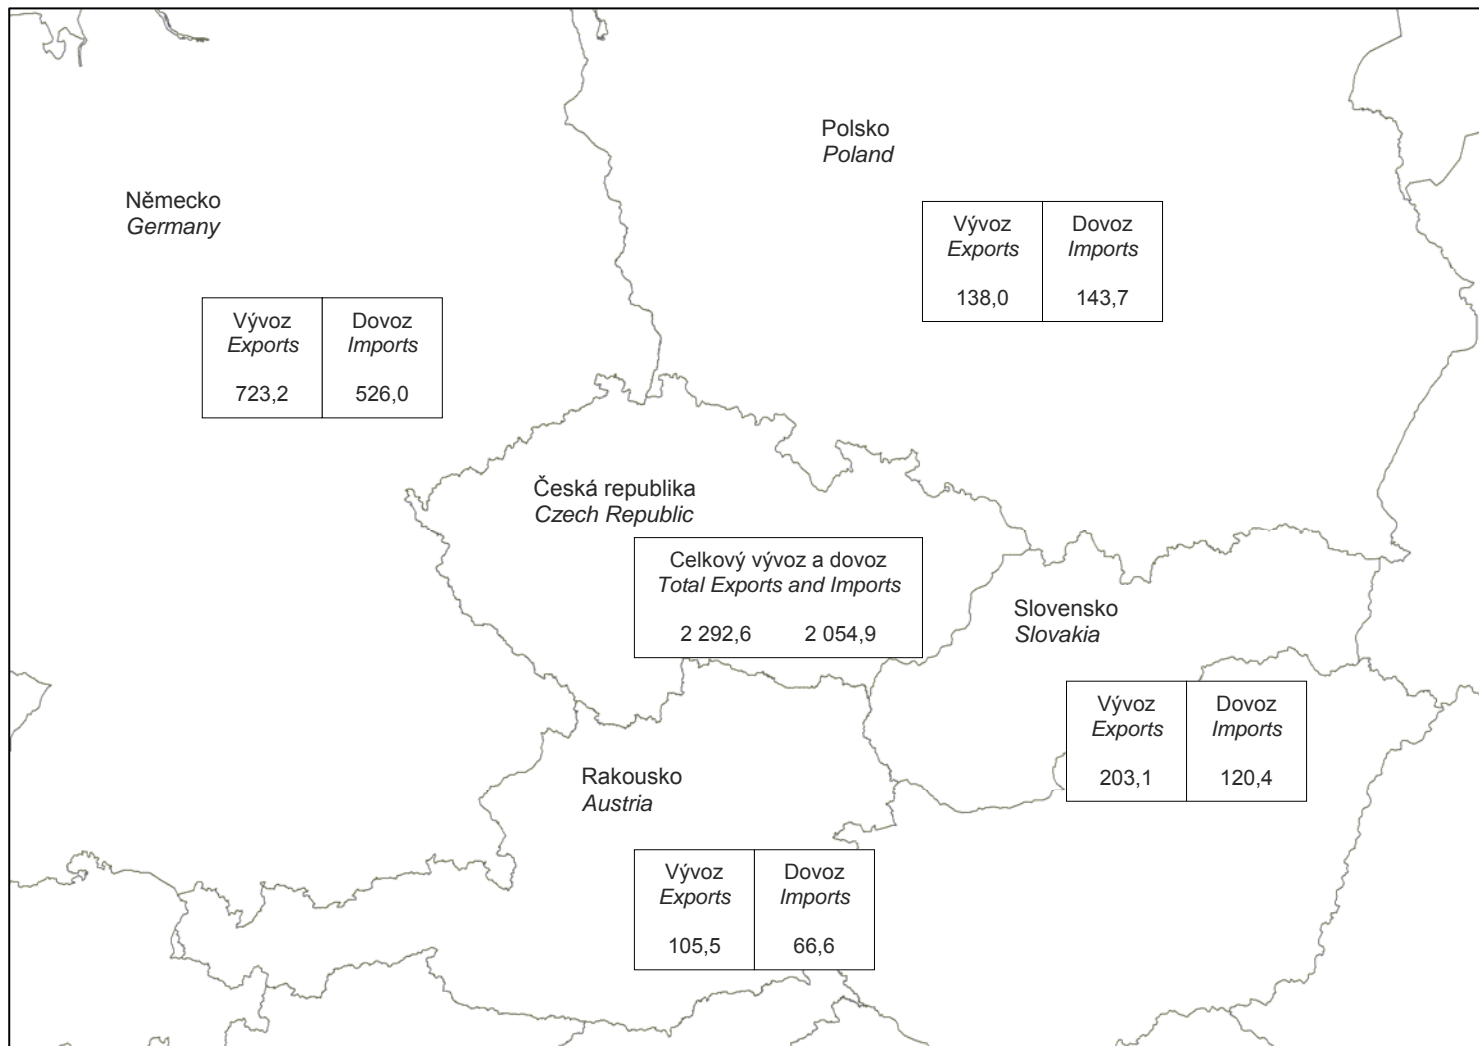 Polsko
Poland
Vývoz
Exports
138,0
Dovoz
Imports
143,7
Německo
Germany
Vývoz
Exports
723,2
Dovoz
Imports
526,0
Česká republika
Czech Republic
Celkový vývoz a dovoz
Total Exports and Imports
2 292,6 2 054,9
Slovensko
Slovakia
Vývoz
Exports
203,1
Dovoz
Imports
120,4
Rakousko
Austria
Vývoz
Exports
105,5
Dovoz
Imports
66,6